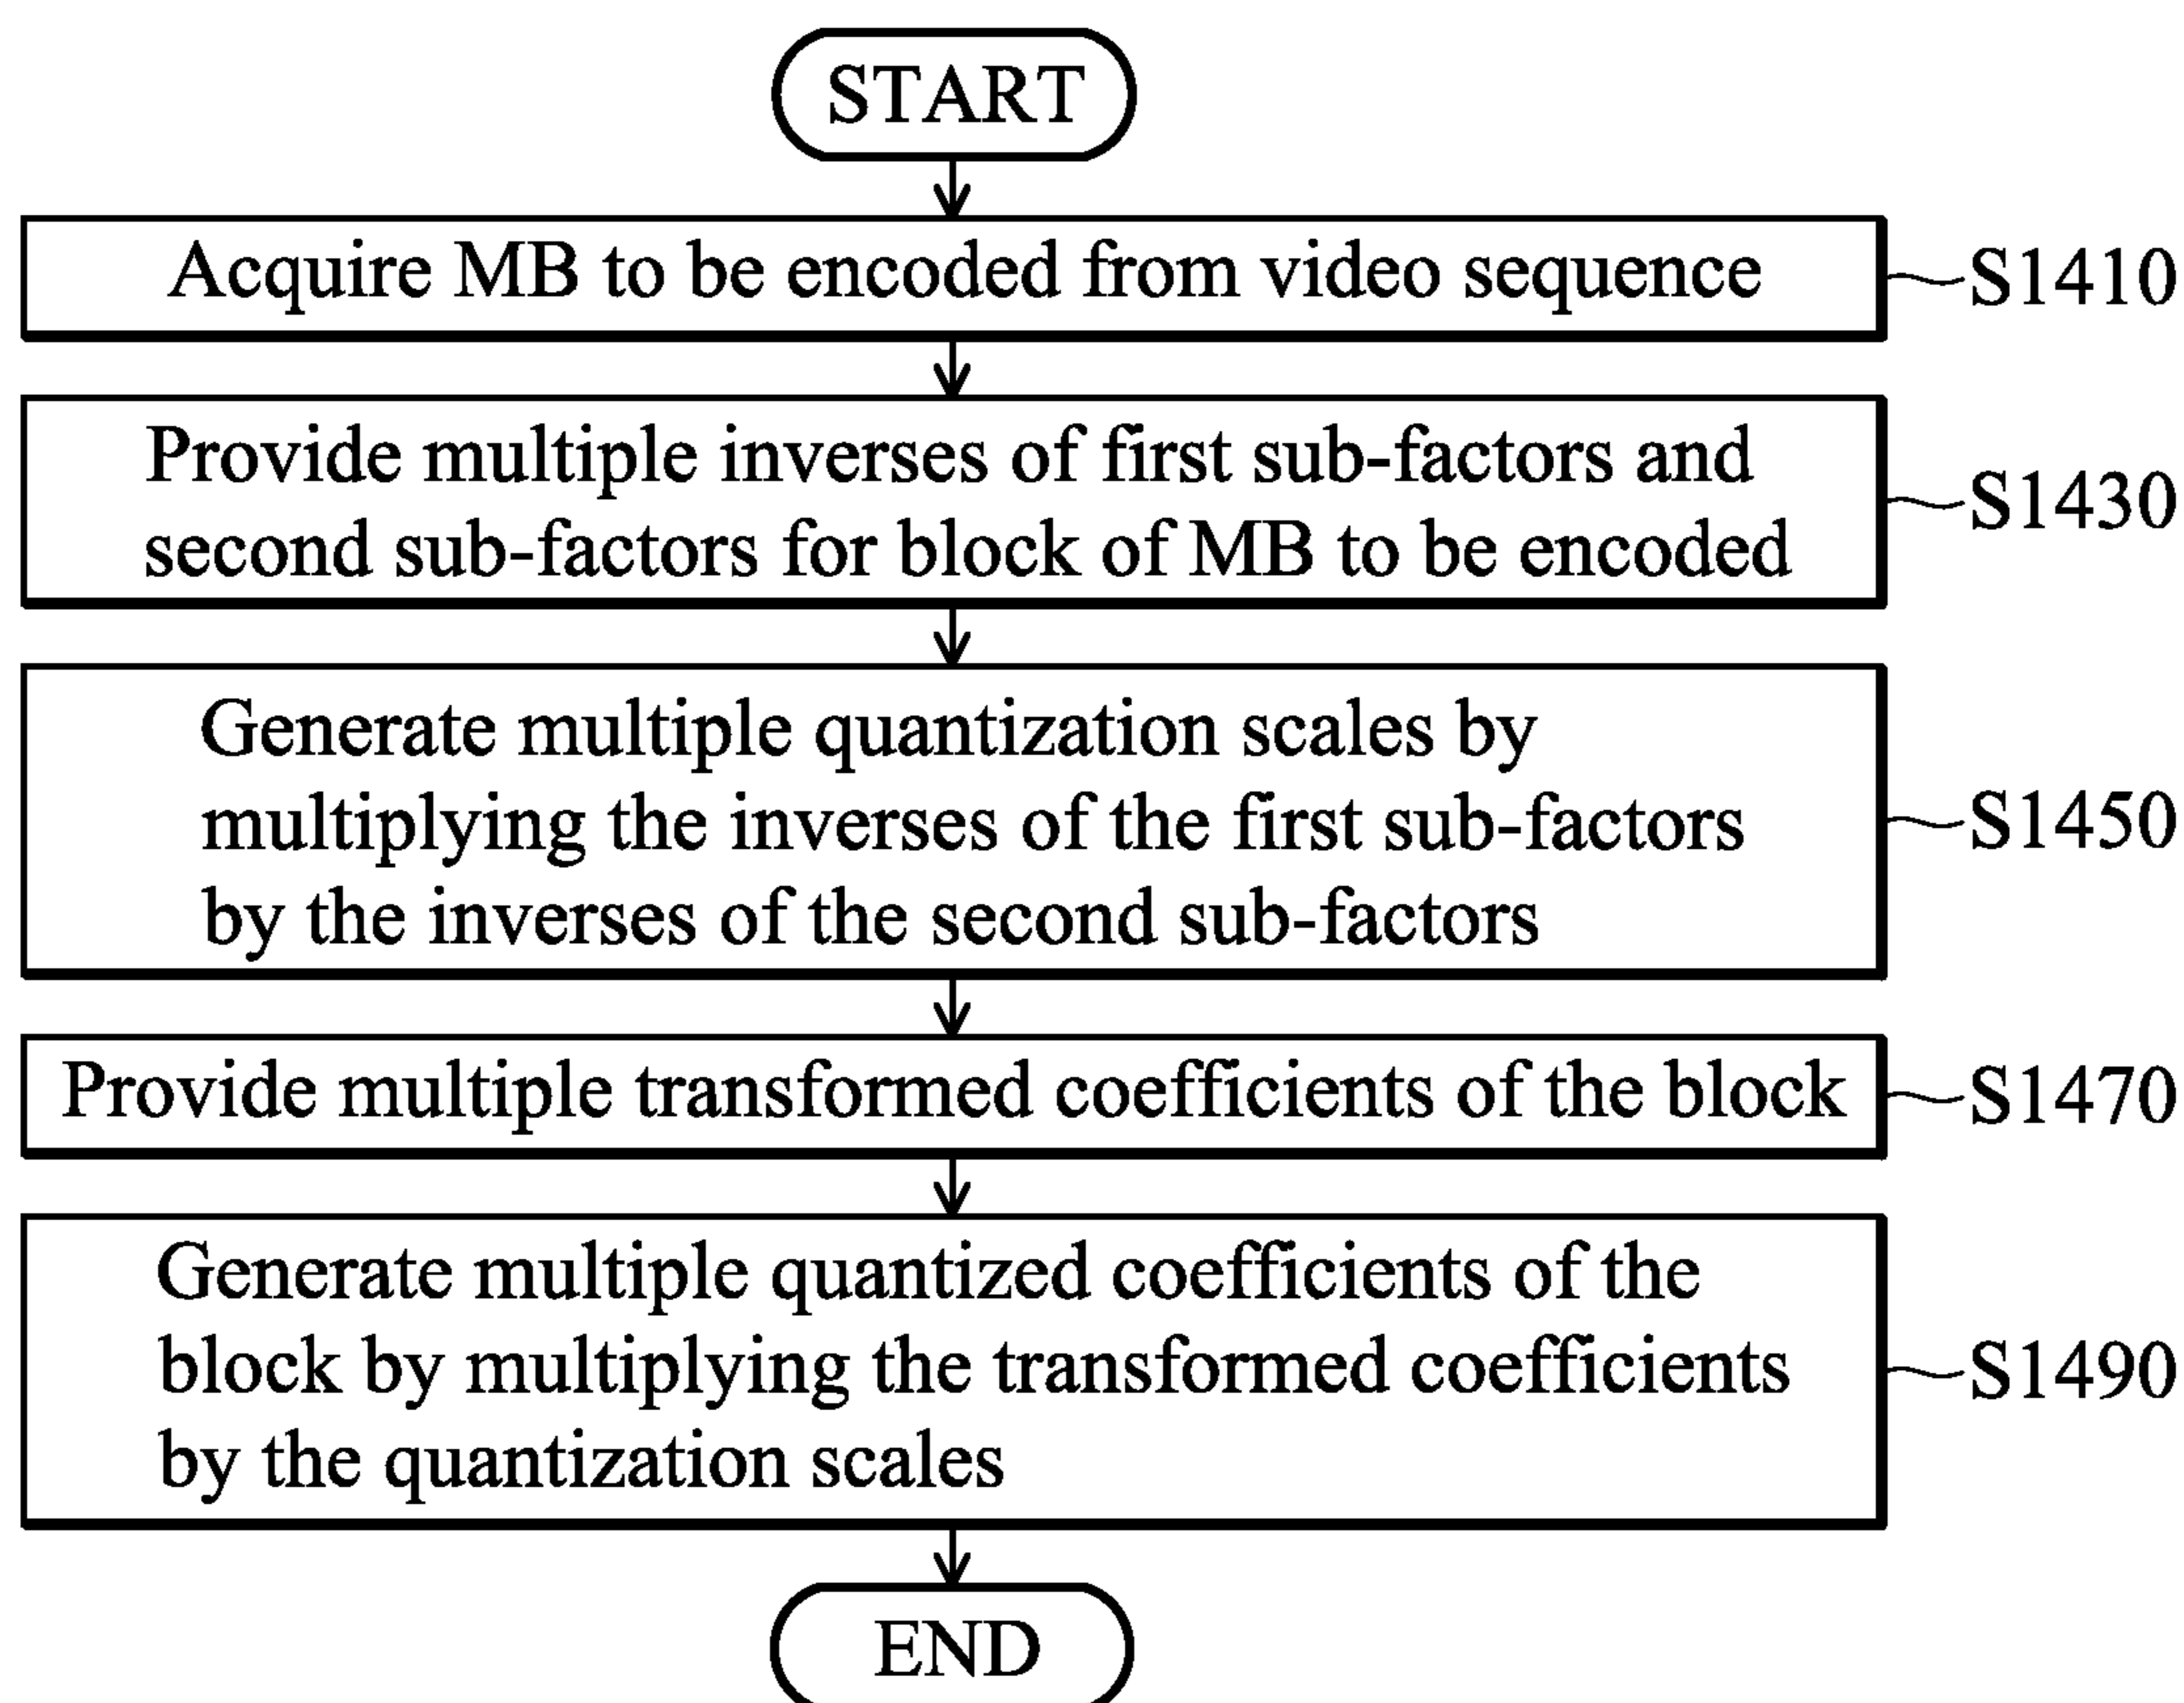 START
Acquire MB to be encoded from video sequence
S1410
Provide multiple inverses of first sub-factors and
second sub-factors for block of MB to be encoded
S1430
Generate multiple quantization scales by
multiplying the inverses of the first sub-factors
by the inverses of the second sub-factors
S1450
Provide multiple transformed coefficients of the block
S1470
Generate multiple quantized coefficients of the
block by multiplying the transformed coefficients
by the quantization scales
S1490
END